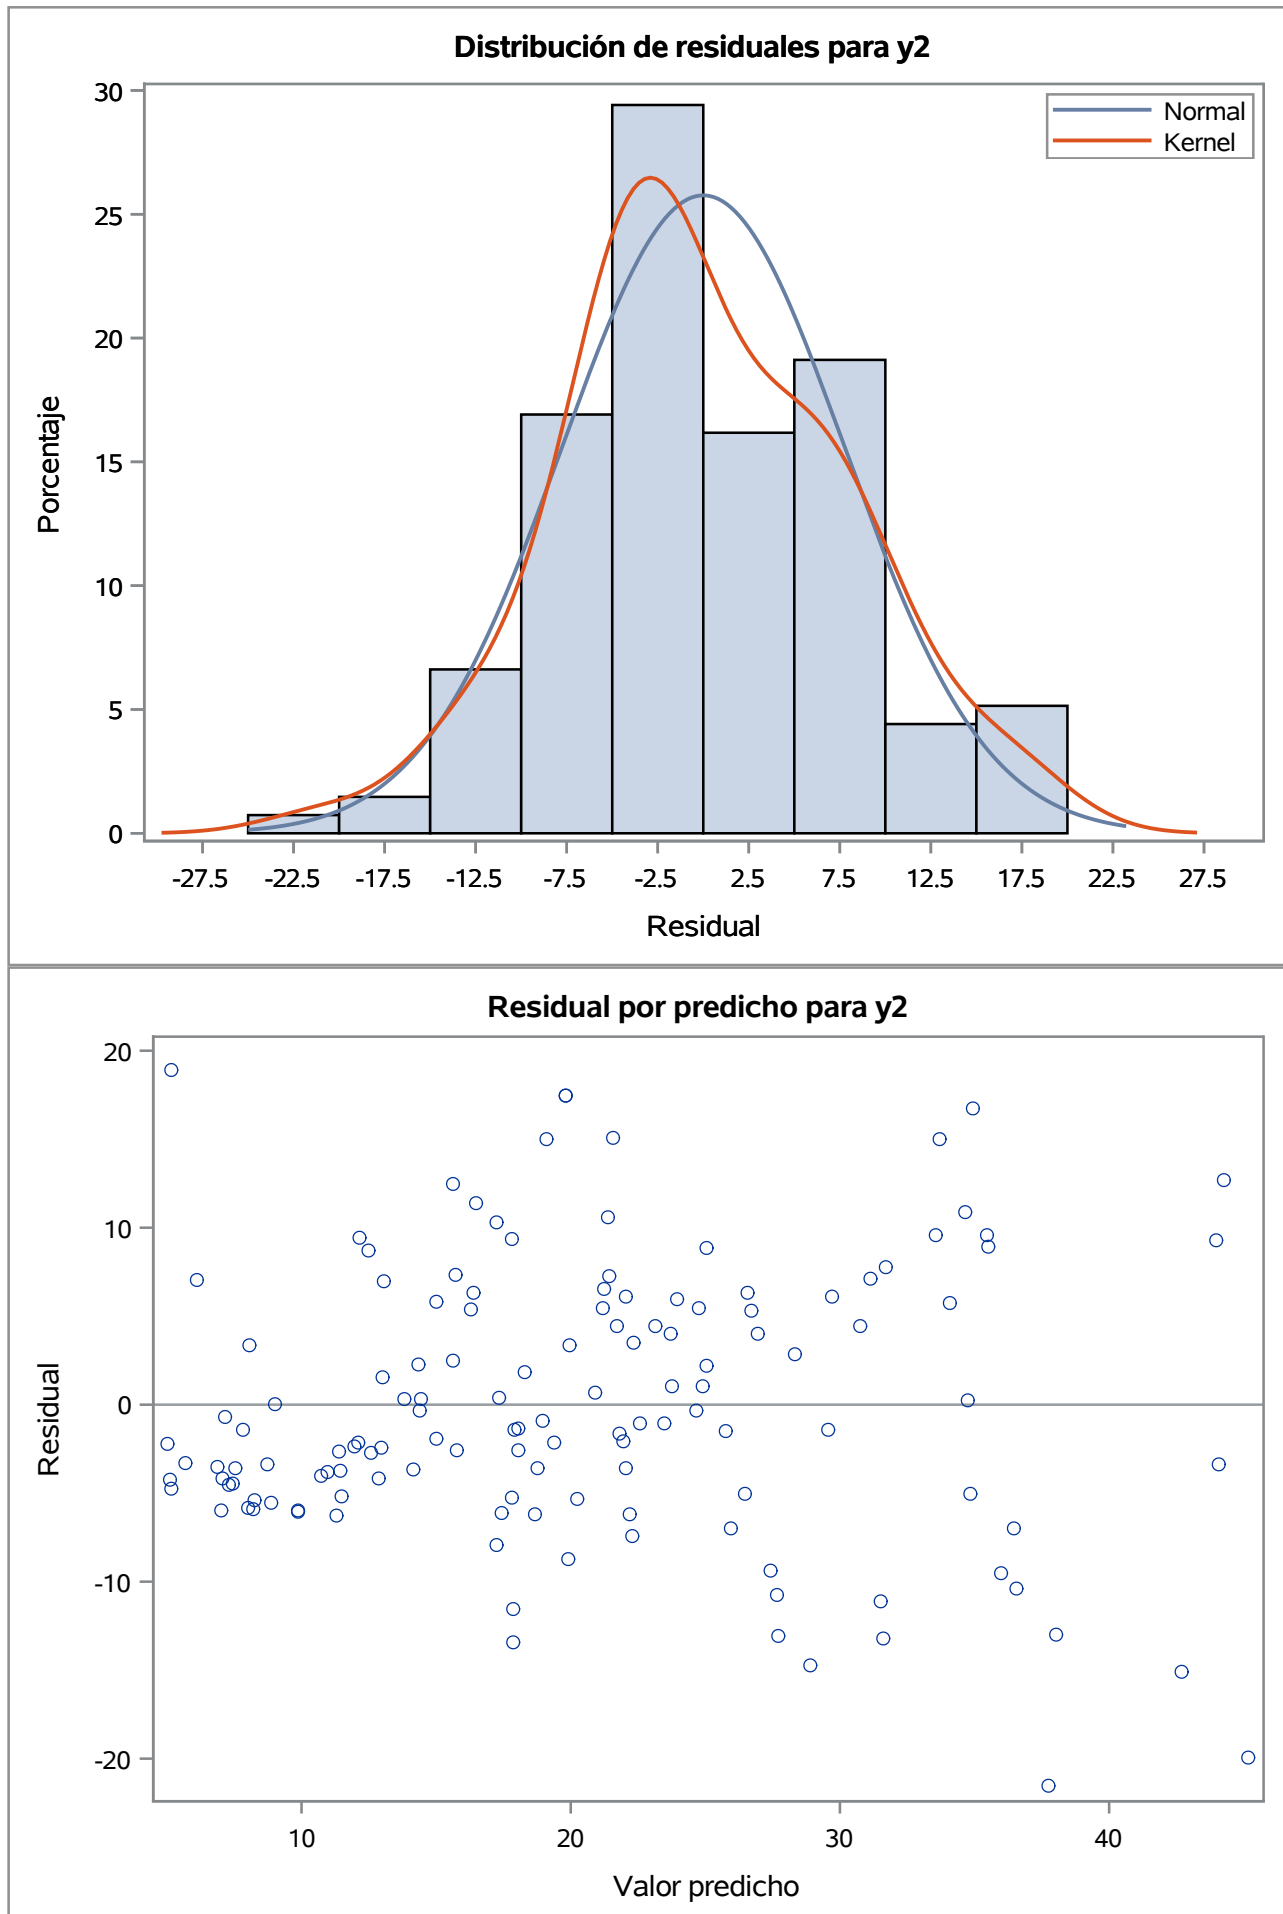 Distribución de residuales para y2
30
25
20
15
10
5
0
Porcentaje
Normal
Kernel
-27.5 -22.5 -17.5 -12.5 -7.5 -2.5 2.5 7.5 12.5 17.5 22.5 27.5
Residual
Residual por predicho para y2
20
10
0
-10
-20
Residual
10 20 30 40
Valor predicho